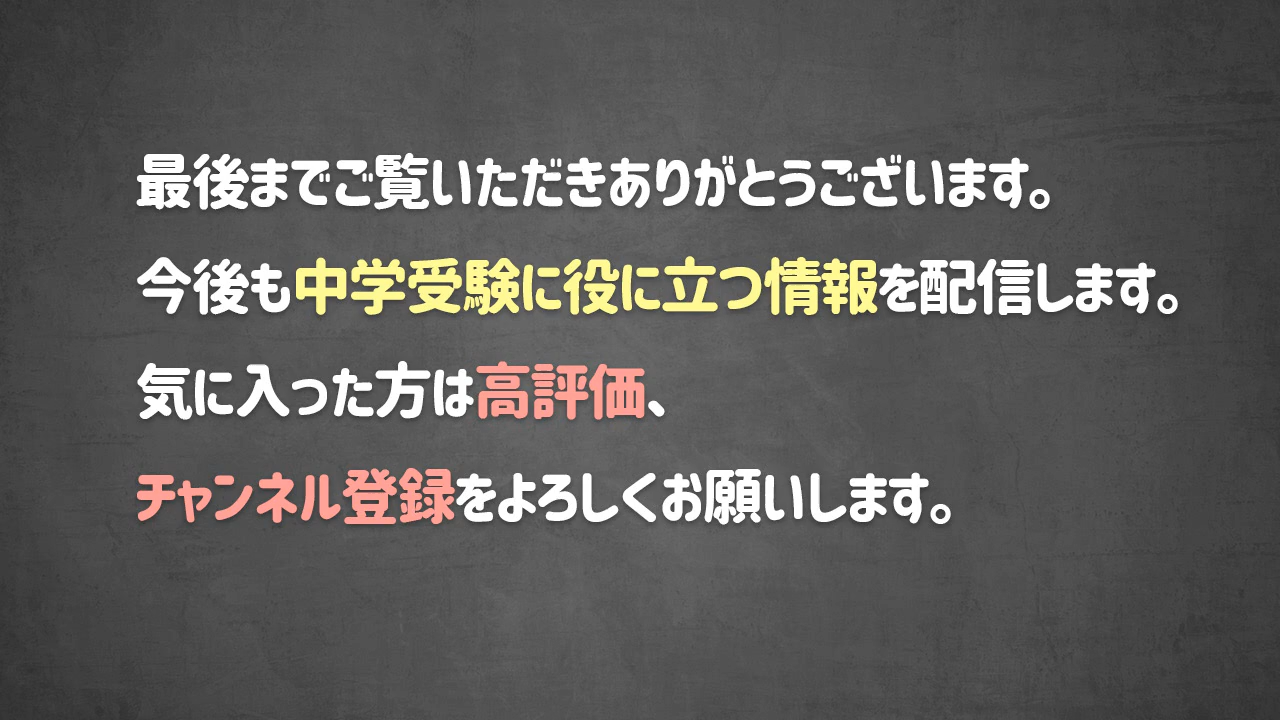 最後までご覧いただきありがとうございます。
今後も中学受験に役に立つ情報を配信します。
気に入った方は高評価、
チャンネル登録をよろしくお願いします。